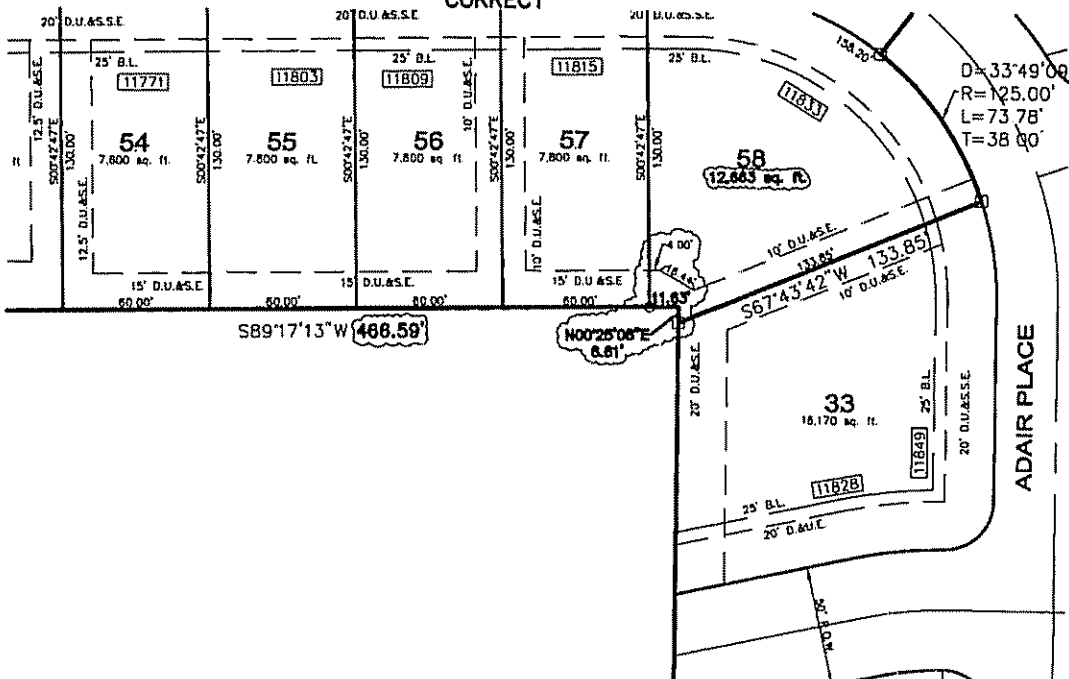 CORRECT
20' D.U.&S.S.E.
20' D.U.&S.S.E.
20' D.U.&S.S.E.
138.20
D=33°49'09
R=125.00'
L=73.78'
T=38.00'
25' B.L.
25' B.L.
25' B.L.
11771
11803
11809
11815
11833
12.5' D.U.&S.E.
S00°42'47"E
130.00'
S00°42'47"E
130.00'
S00°42'47"E
130.00'
10' D.U.&S.E.
S00°42'47"E
130.00'
S00°42'47"E
130.00'
ft
54
7,800 sq. ft.
55
7,800 sq. ft.
56
7,800 sq. ft.
57
7,800 sq. ft.
58
12,663 sq. ft.
12.5' D.U.&S.E.
10' D.U.&S.E.
4.00'
10' D.U.&S.E.
133.85'
S67°43'42"W 133.85'
10' D.U.&S.E.
15' D.U.&S.E.
15' D.U.&S.E.
15' D.U.&S.E.
60.00'
60.00'
60.00'
60.00'
11.63'
S89°17'13"W 466.59'
N00°26'06"E
6.61'
20' D.U.&S.E.
33
25' B.L.
20' D.U.&S.S.E.
ADAIR PLACE
11849
11828
25' B.L.
20' D.&U.E.
50' R.O.W.